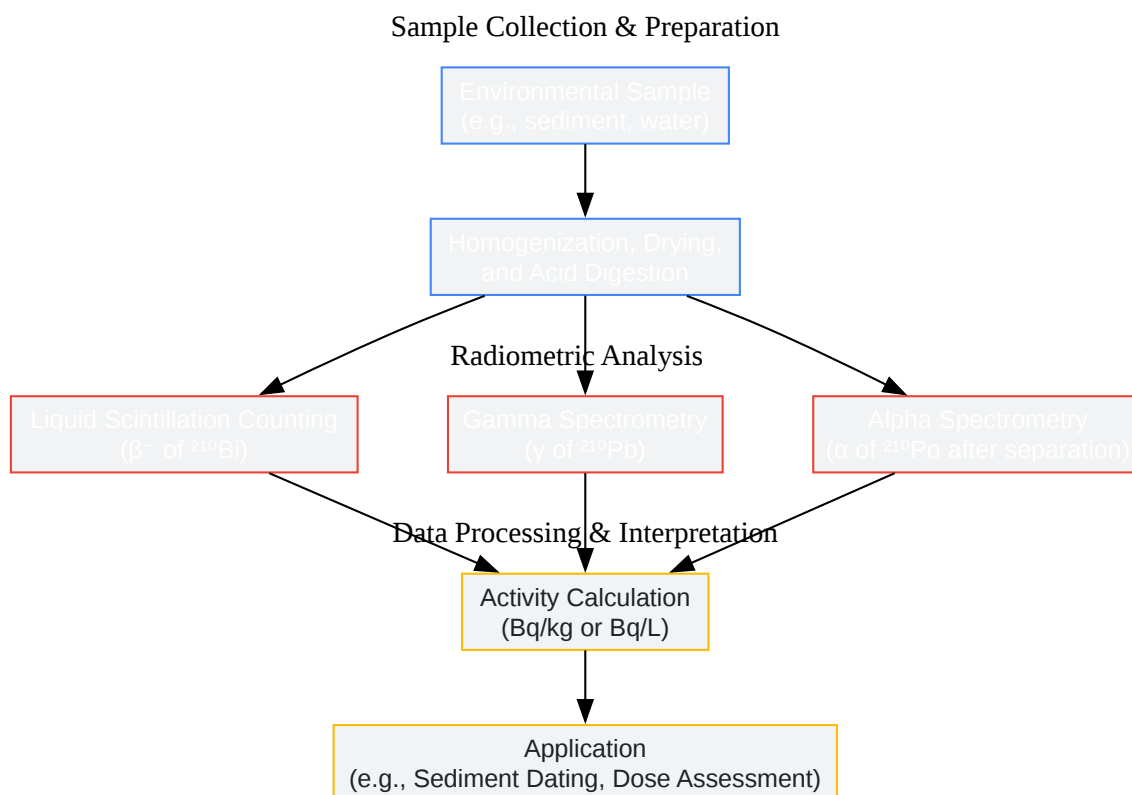 Sample Collection & Preparation
Environmental Sample
(e.g., sediment, water)
Homogenization, Drying,
and Acid Digestion
Radiometric Analysis
Liquid Scintillation Counting
(β⁻ of ²¹⁰Bi)
Gamma Spectrometry
(γ of ²¹⁰Pb)
Alpha Spectrometry
(α of ²¹⁰Po after separation)
Data Processing & Interpretation
Activity Calculation
(Bq/kg or Bq/L)
Application
(e.g., Sediment Dating, Dose Assessment)